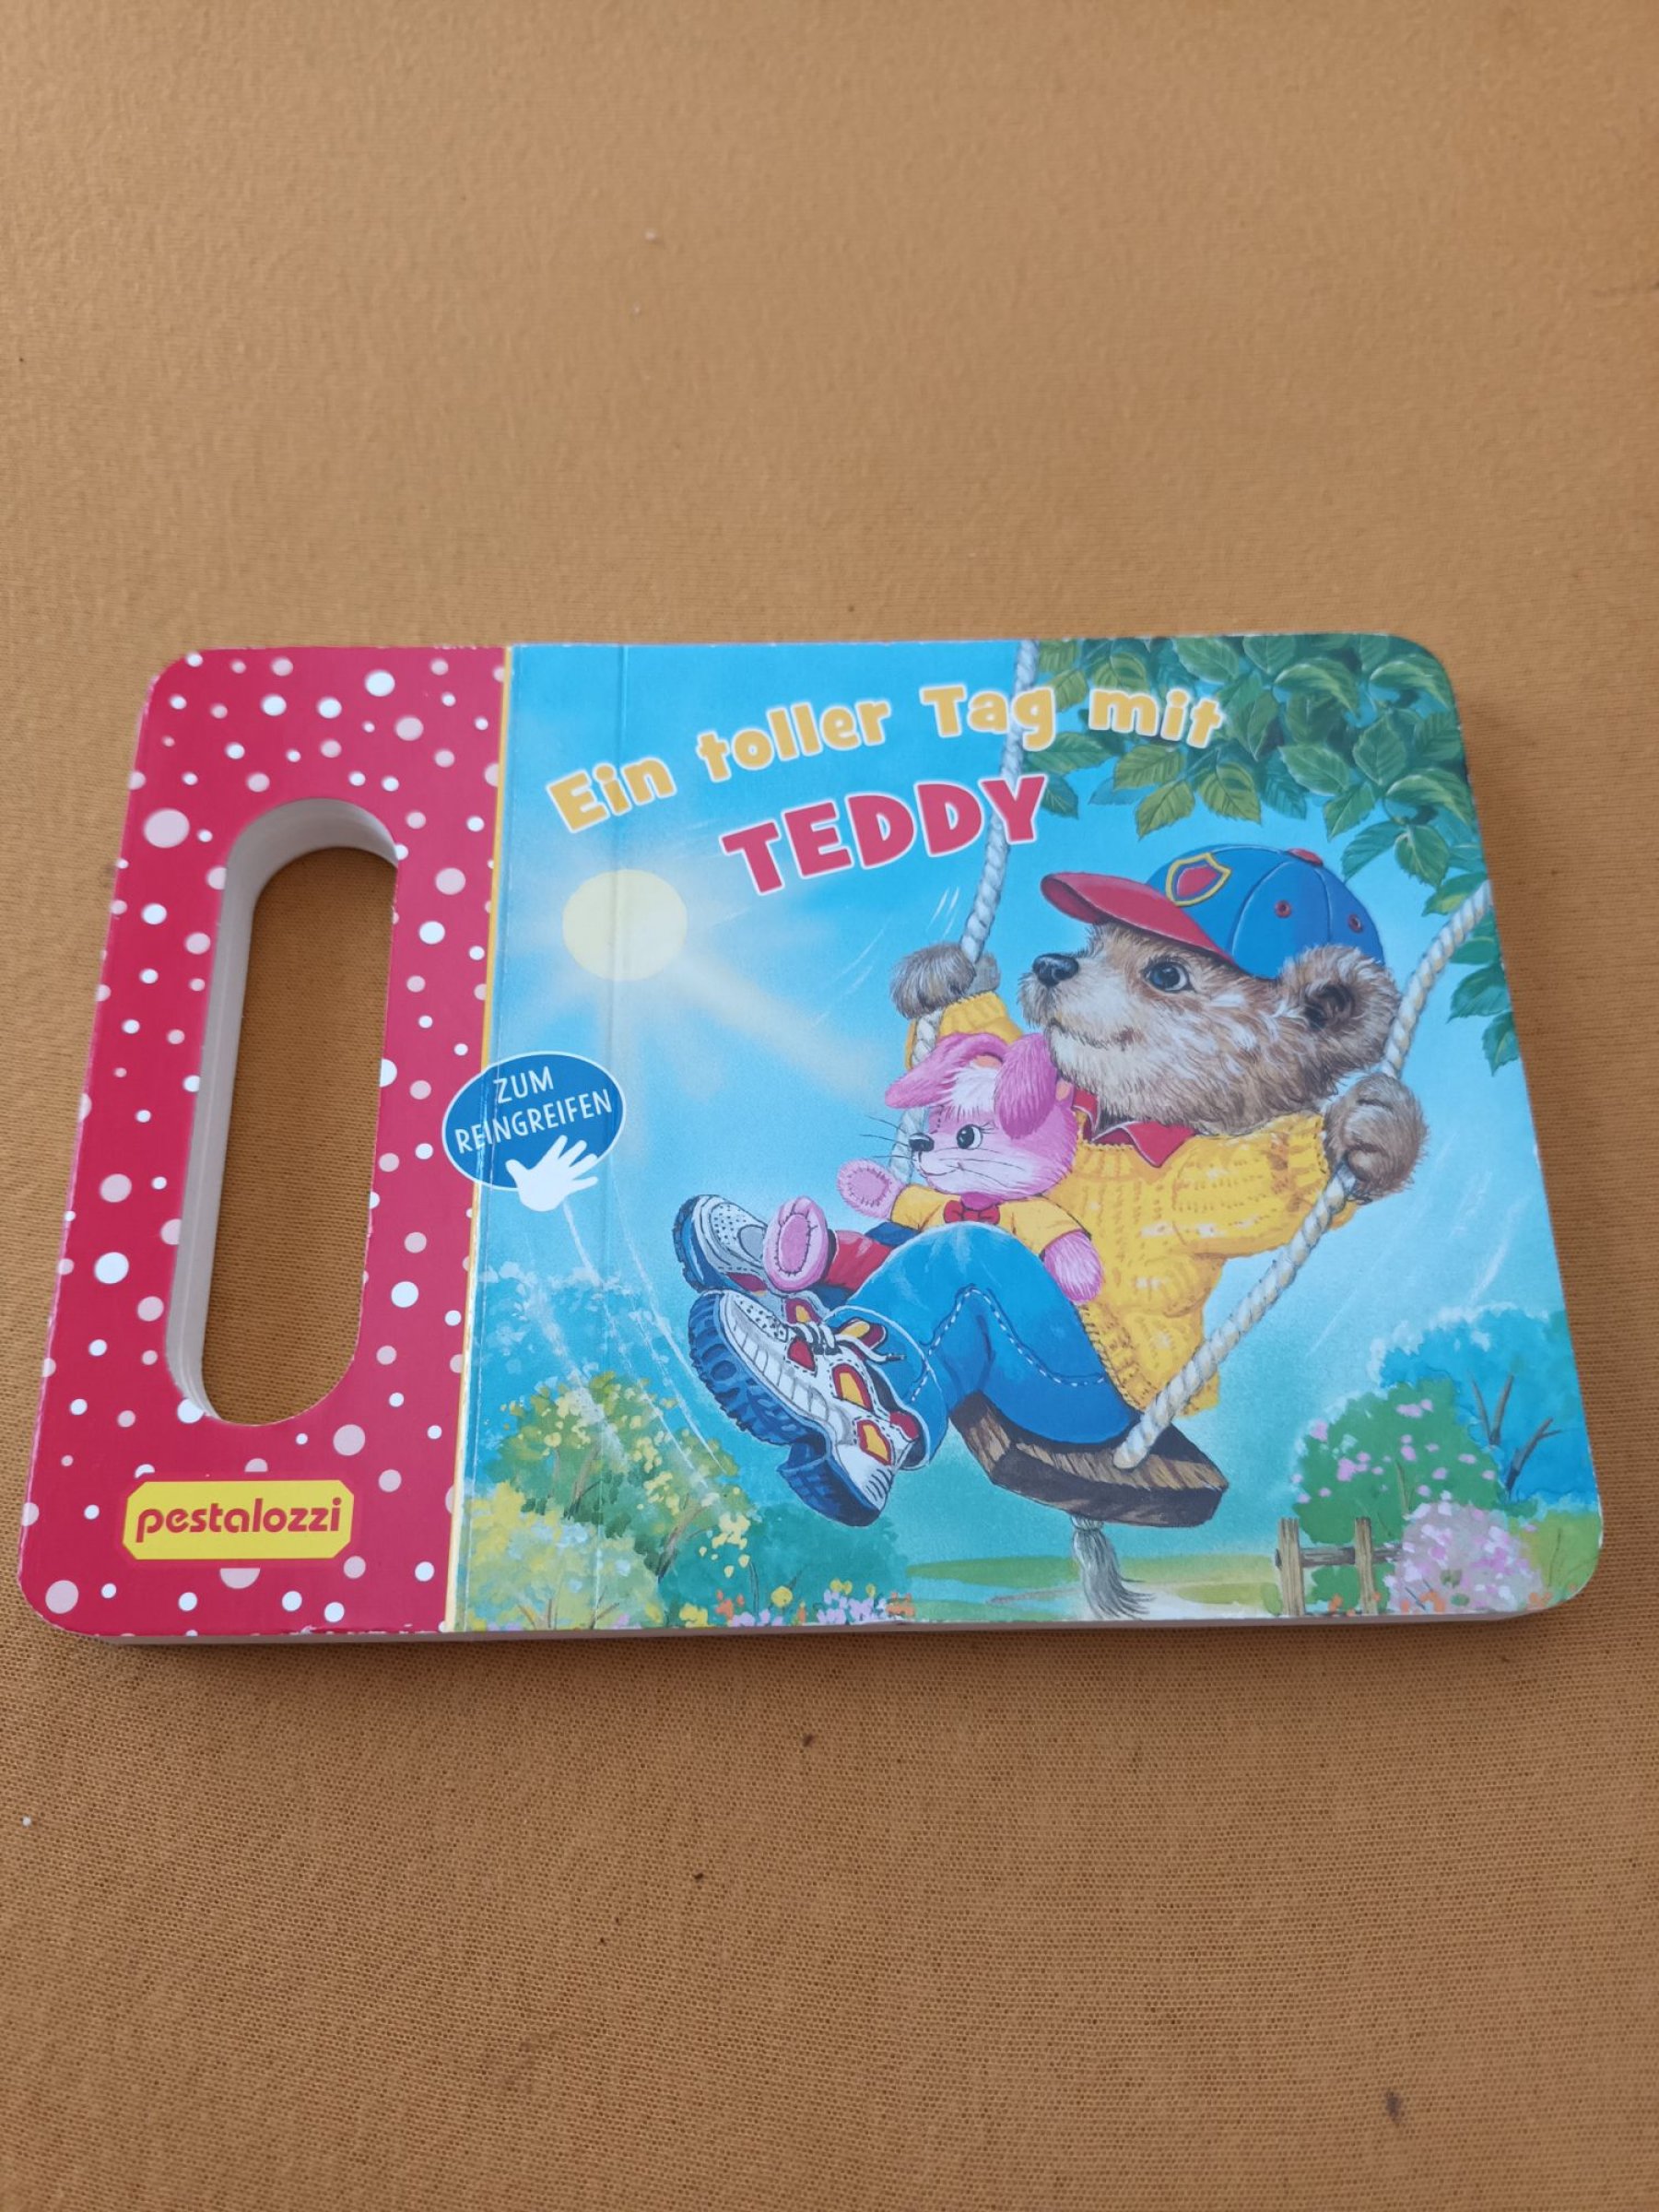 Ein toller Tag mit
TEDDY
ZUM
REINGREIFEN
pestalozzi